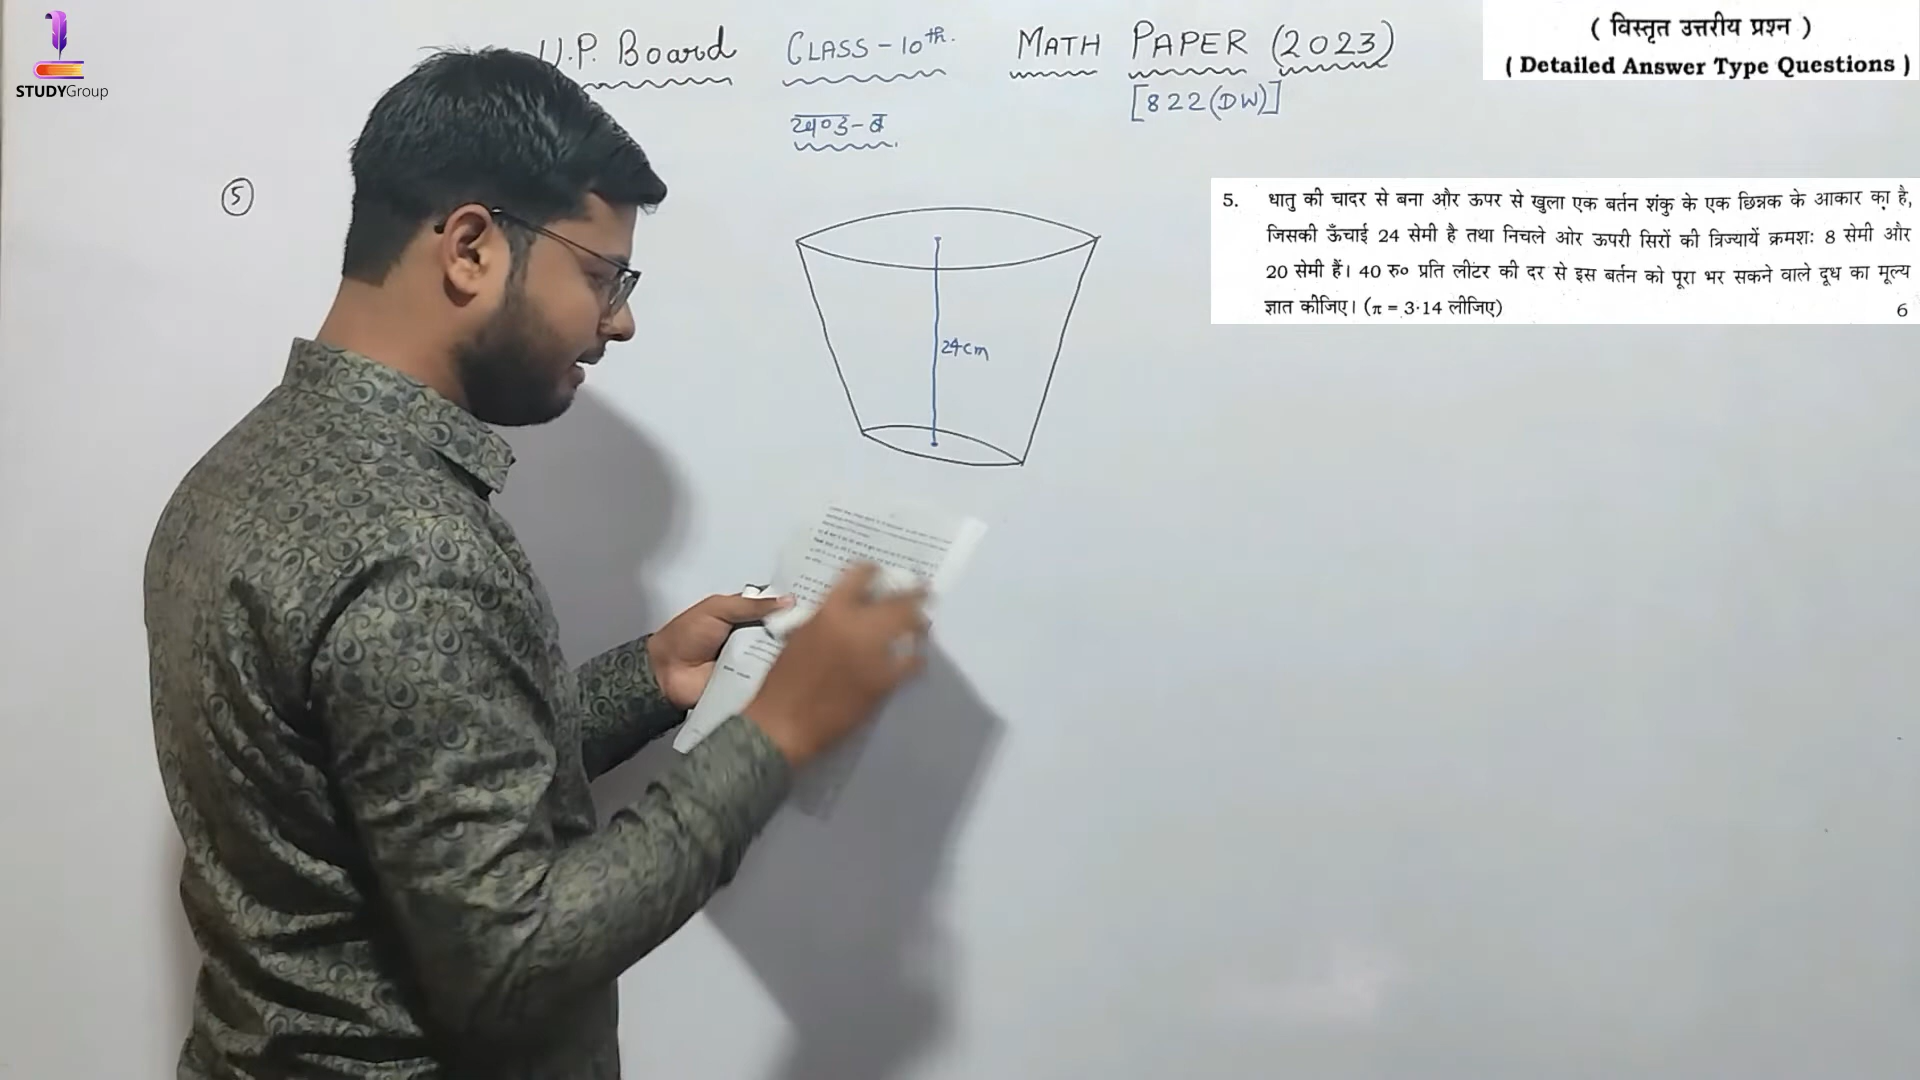 STUDYGroup
U.P. Board CLASS - 10th. MATH PAPER (2023)
[822(DW)]
खण्ड-ब
( विस्तृत उत्तरीय प्रश्न )
( Detailed Answer Type Questions )
5
24cm
5. धातु की चादर से बना और ऊपर से खुला एक बर्तन शंकु के एक छिन्नक के आकार का है,
जिसकी ऊँचाई 24 सेमी है तथा निचले ओर ऊपरी सिरों की त्रिज्यायें क्रमशः 8 सेमी और
20 सेमी हैं। 40 रु० प्रति लीटर की दर से इस बर्तन को पूरा भर सकने वाले दूध का मूल्य
ज्ञात कीजिए। (π = 3·14 लीजिए) 6